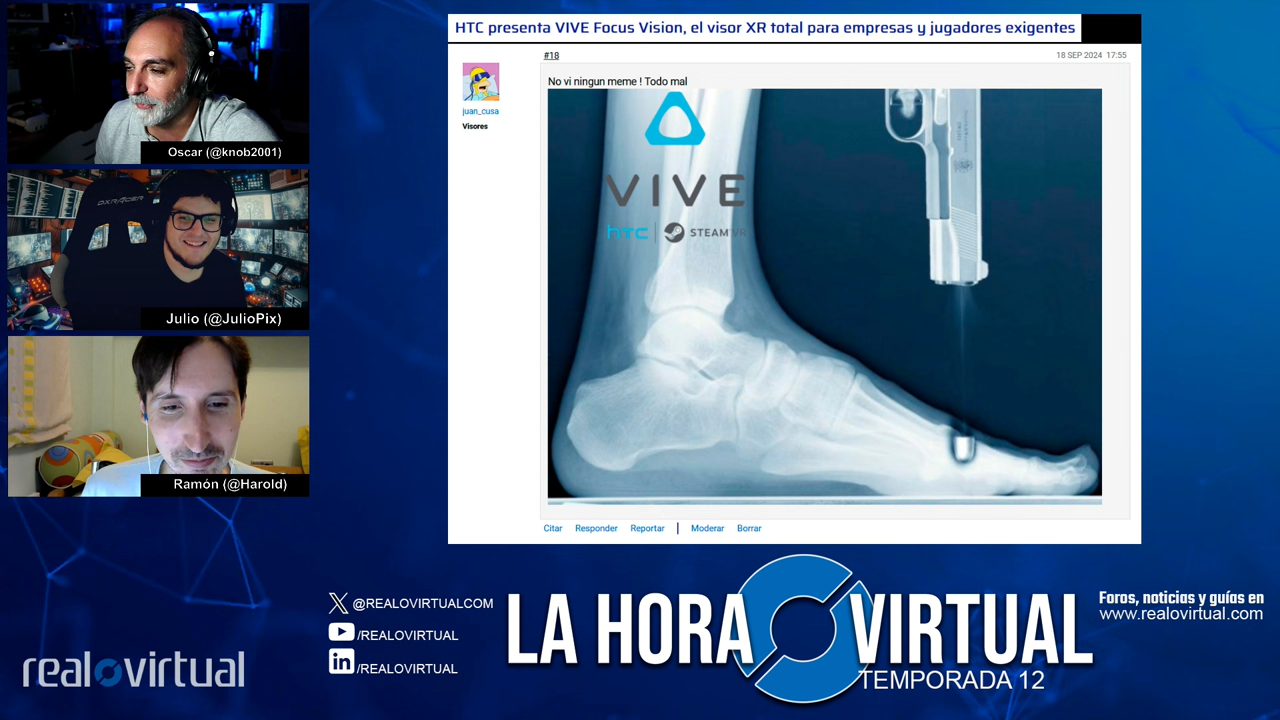 HTC presenta VIVE Focus Vision, el visor XR total para empresas y jugadores exigentes
#18
18 SEP 2024 17:55
No vi ningun meme ! Todo mal
juan_cusa
Visores
VIVE
hTC | STEAMVR
Citar Responder Reportar | Moderar Borrar
DXRACER
Oscar (@knob2001)
Julio (@JulioPix)
Ramón (@Harold)
@REALOVIRTUALCOM
/REALOVIRTUAL
/REALOVIRTUAL
LA HORA VIRTUAL
TEMPORADA 12
Foros, noticias y guías en
www.realovirtual.com
realovirtual